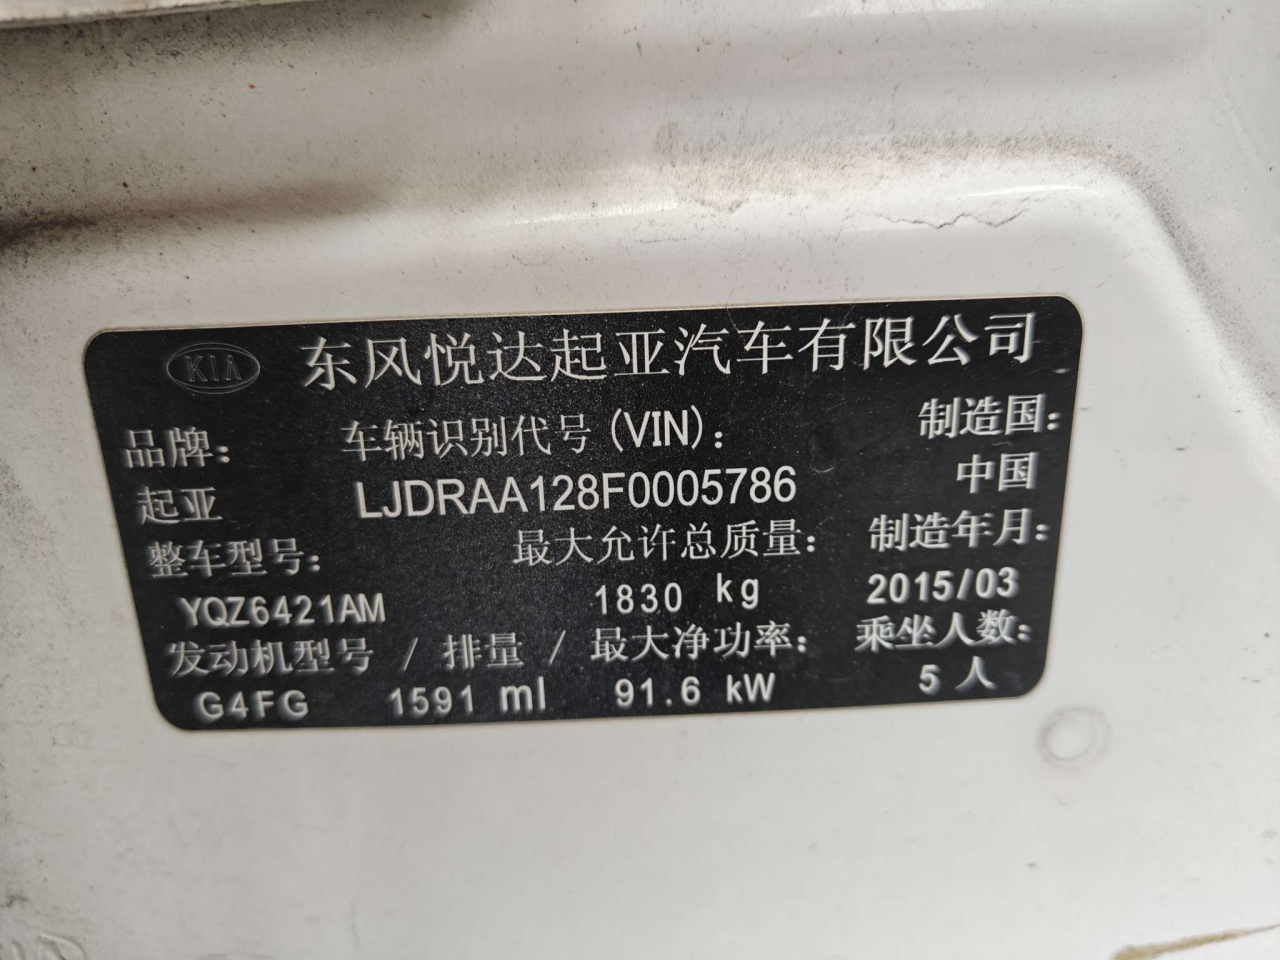 KIA 东风悦达起亚汽车有限公司
品牌: 车辆识别代号(VIN): 制造国:
起亚 LJDRAA128F0005786 中国
整车型号: 最大允许总质量: 制造年月:
YQZ6421AM 1830 kg 2015/03
发动机型号 / 排量 / 最大净功率: 乘坐人数:
G4FG 1591 ml 91.6 kW 5 人